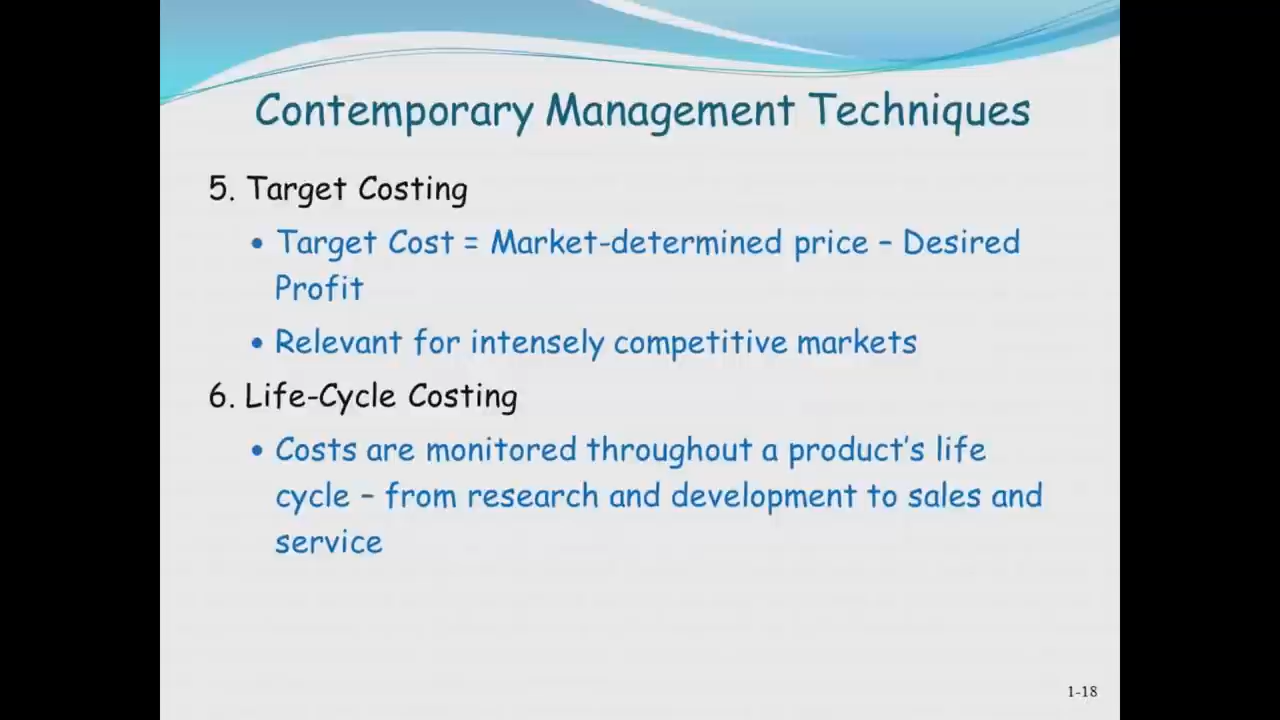 Contemporary Management Techniques
5. Target Costing
• Target Cost = Market-determined price – Desired
Profit
• Relevant for intensely competitive markets
6. Life-Cycle Costing
• Costs are monitored throughout a product's life
cycle – from research and development to sales and
service
1-18